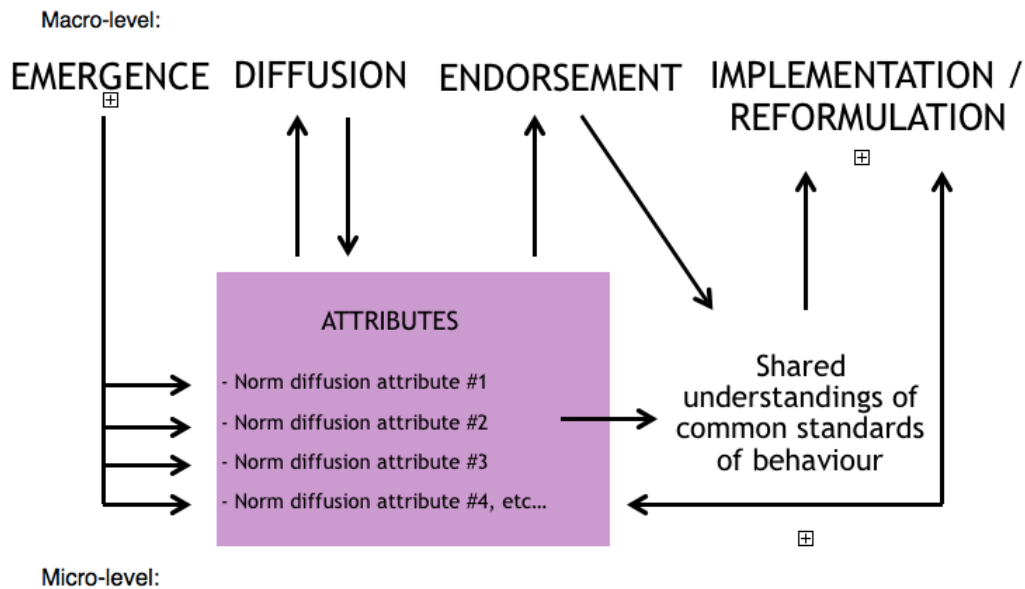 Macro-level:
EMERGENCE DIFFUSION ENDORSEMENT IMPLEMENTATION /
REFORMULATION
ATTRIBUTES
- Norm diffusion attribute #1
- Norm diffusion attribute #2
- Norm diffusion attribute #3
- Norm diffusion attribute #4, etc...
Shared
understandings of
common standards
of behaviour
Micro-level: